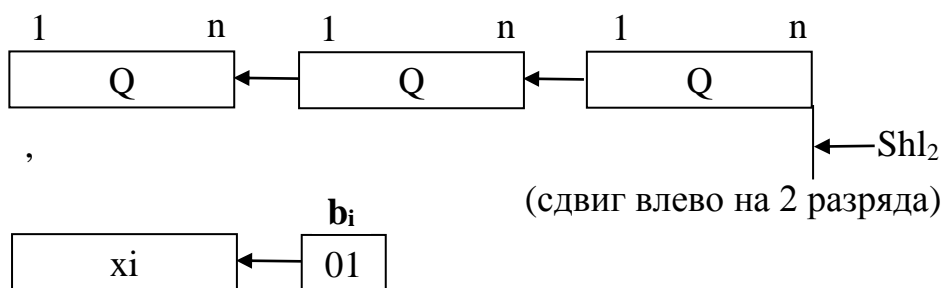 1 n 1 n 1 n
Q Q Q
, Shl₂
(сдвиг влево на 2 разряда)
bᵢ
xi 01